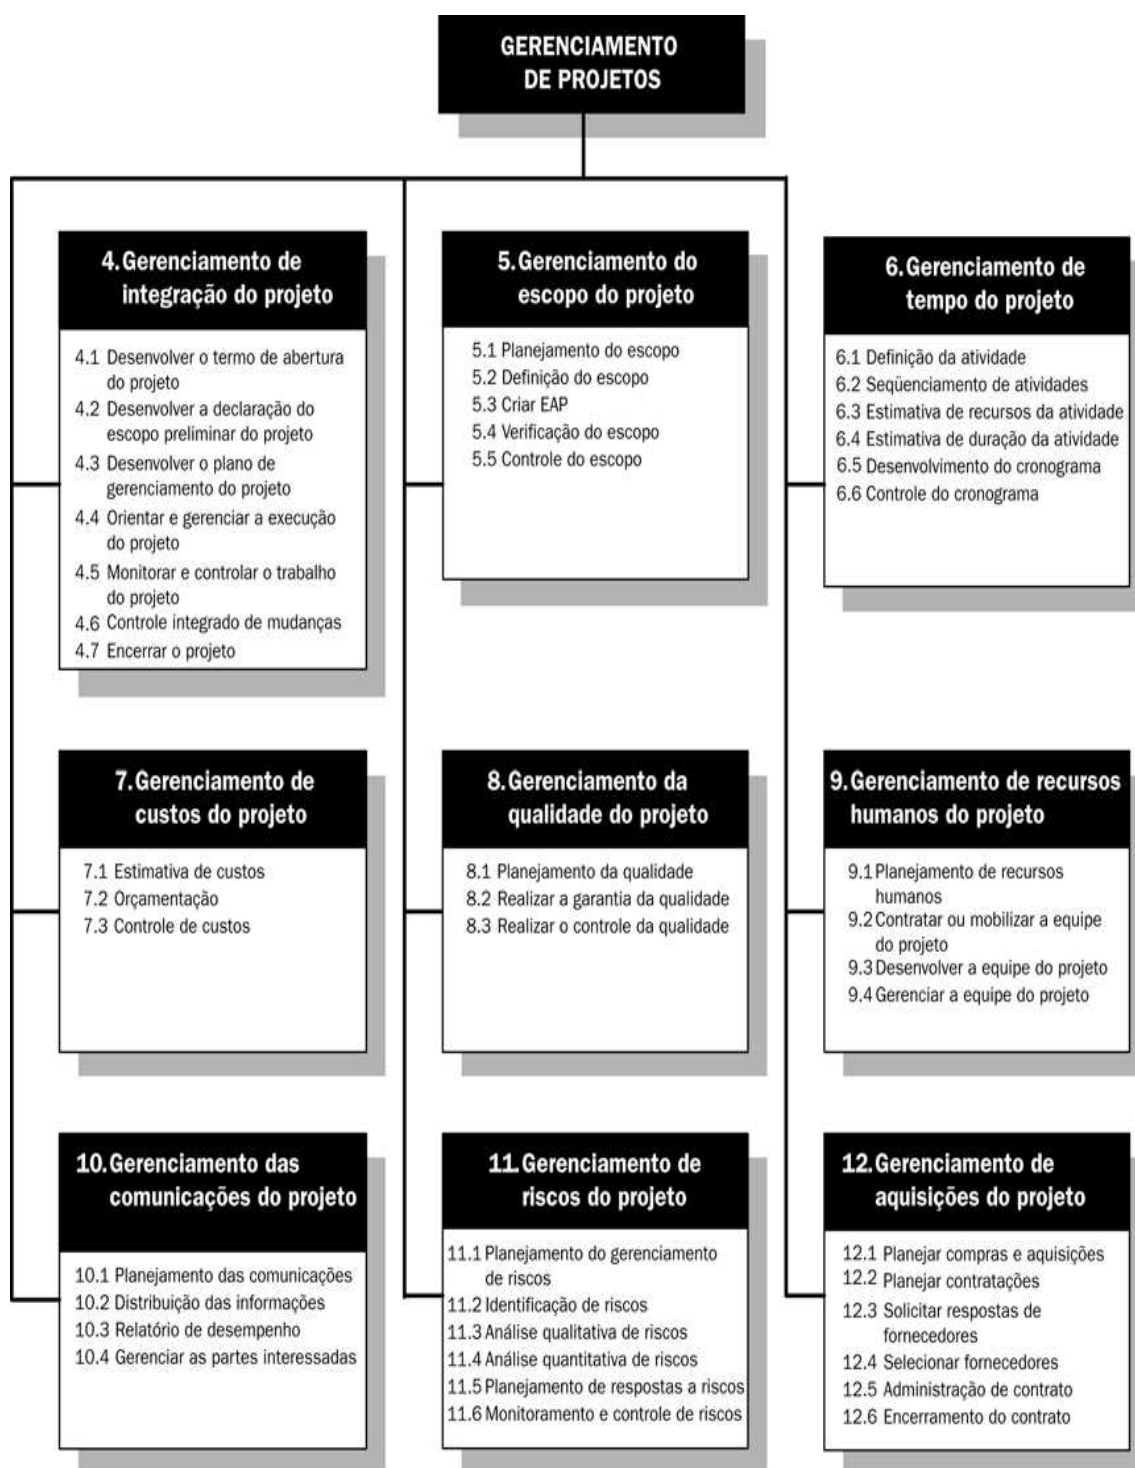 GERENCIAMENTO
DE PROJETOS
4. Gerenciamento de
integração do projeto
4.1 Desenvolver o termo de abertura
do projeto
4.2 Desenvolver a declaração do
escopo preliminar do projeto
4.3 Desenvolver o plano de
gerenciamento do projeto
4.4 Orientar e gerenciar a execução
do projeto
4.5 Monitorar e controlar o trabalho
do projeto
4.6 Controle integrado de mudanças
4.7 Encerrar o projeto
5. Gerenciamento do
escopo do projeto
5.1 Planejamento do escopo
5.2 Definição do escopo
5.3 Criar EAP
5.4 Verificação do escopo
5.5 Controle do escopo
6. Gerenciamento de
tempo do projeto
6.1 Definição da atividade
6.2 Seqüenciamento de atividades
6.3 Estimativa de recursos da atividade
6.4 Estimativa de duração da atividade
6.5 Desenvolvimento do cronograma
6.6 Controle do cronograma
7. Gerenciamento de
custos do projeto
7.1 Estimativa de custos
7.2 Orçamentação
7.3 Controle de custos
8. Gerenciamento da
qualidade do projeto
8.1 Planejamento da qualidade
8.2 Realizar a garantia da qualidade
8.3 Realizar o controle da qualidade
9. Gerenciamento de recursos
humanos do projeto
9.1 Planejamento de recursos
humanos
9.2 Contratar ou mobilizar a equipe
do projeto
9.3 Desenvolver a equipe do projeto
9.4 Gerenciar a equipe do projeto
10. Gerenciamento das
comunicações do projeto
10.1 Planejamento das comunicações
10.2 Distribuição das informações
10.3 Relatório de desempenho
10.4 Gerenciar as partes interessadas
11. Gerenciamento de
riscos do projeto
11.1 Planejamento do gerenciamento
de riscos
11.2 Identificação de riscos
11.3 Análise qualitativa de riscos
11.4 Análise quantitativa de riscos
11.5 Planejamento de respostas a riscos
11.6 Monitoramento e controle de riscos
12. Gerenciamento de
aquisições do projeto
12.1 Planejar compras e aquisições
12.2 Planejar contratações
12.3 Solicitar respostas de
fornecedores
12.4 Selecionar fornecedores
12.5 Administração de contrato
12.6 Encerramento do contrato